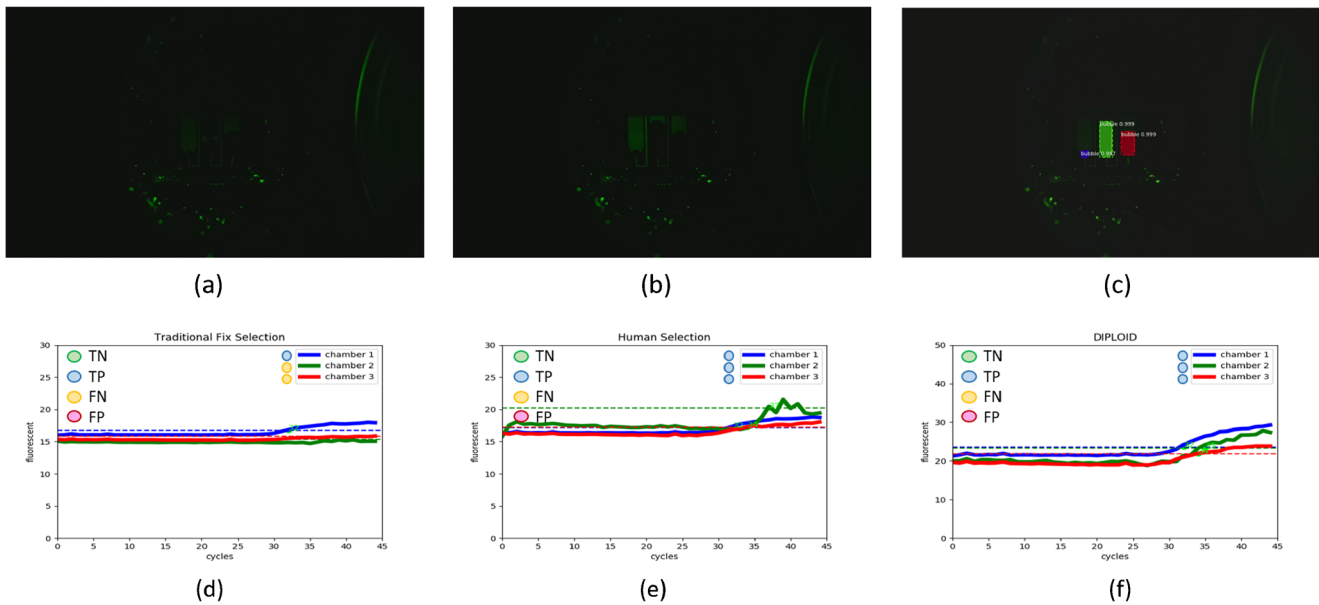 bubble 0.999
bubble 0.999
bubble 0.997
(a)
(b)
(c)
Traditional Fix Selection
30
25
20
15
10
5
0
fluorescent
TN
TP
FN
FP
chamber 1
chamber 2
chamber 3
0 5 10 15 20 25 30 35 40 45
cycles
(d)
Human Selection
30
25
20
15
10
5
0
fluorescent
TN
TP
FN
FP
chamber 1
chamber 2
chamber 3
0 5 10 15 20 25 30 35 40 45
cycles
(e)
DIPLOID
50
40
30
20
10
0
fluorescent
TN
TP
FN
FP
chamber 1
chamber 2
chamber 3
0 5 10 15 20 25 30 35 40 45
cycles
(f)